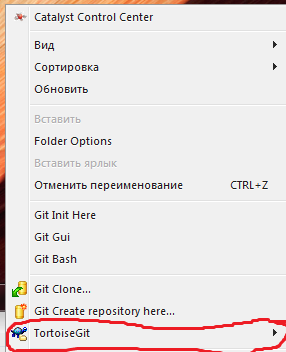 Catalyst Control Center
Вид
Сортировка
Обновить
Вставить
Folder Options
Вставить ярлык
Отменить переименование CTRL+Z
Git Init Here
Git Gui
Git Bash
Git Clone...
Git Create repository here...
TortoiseGit